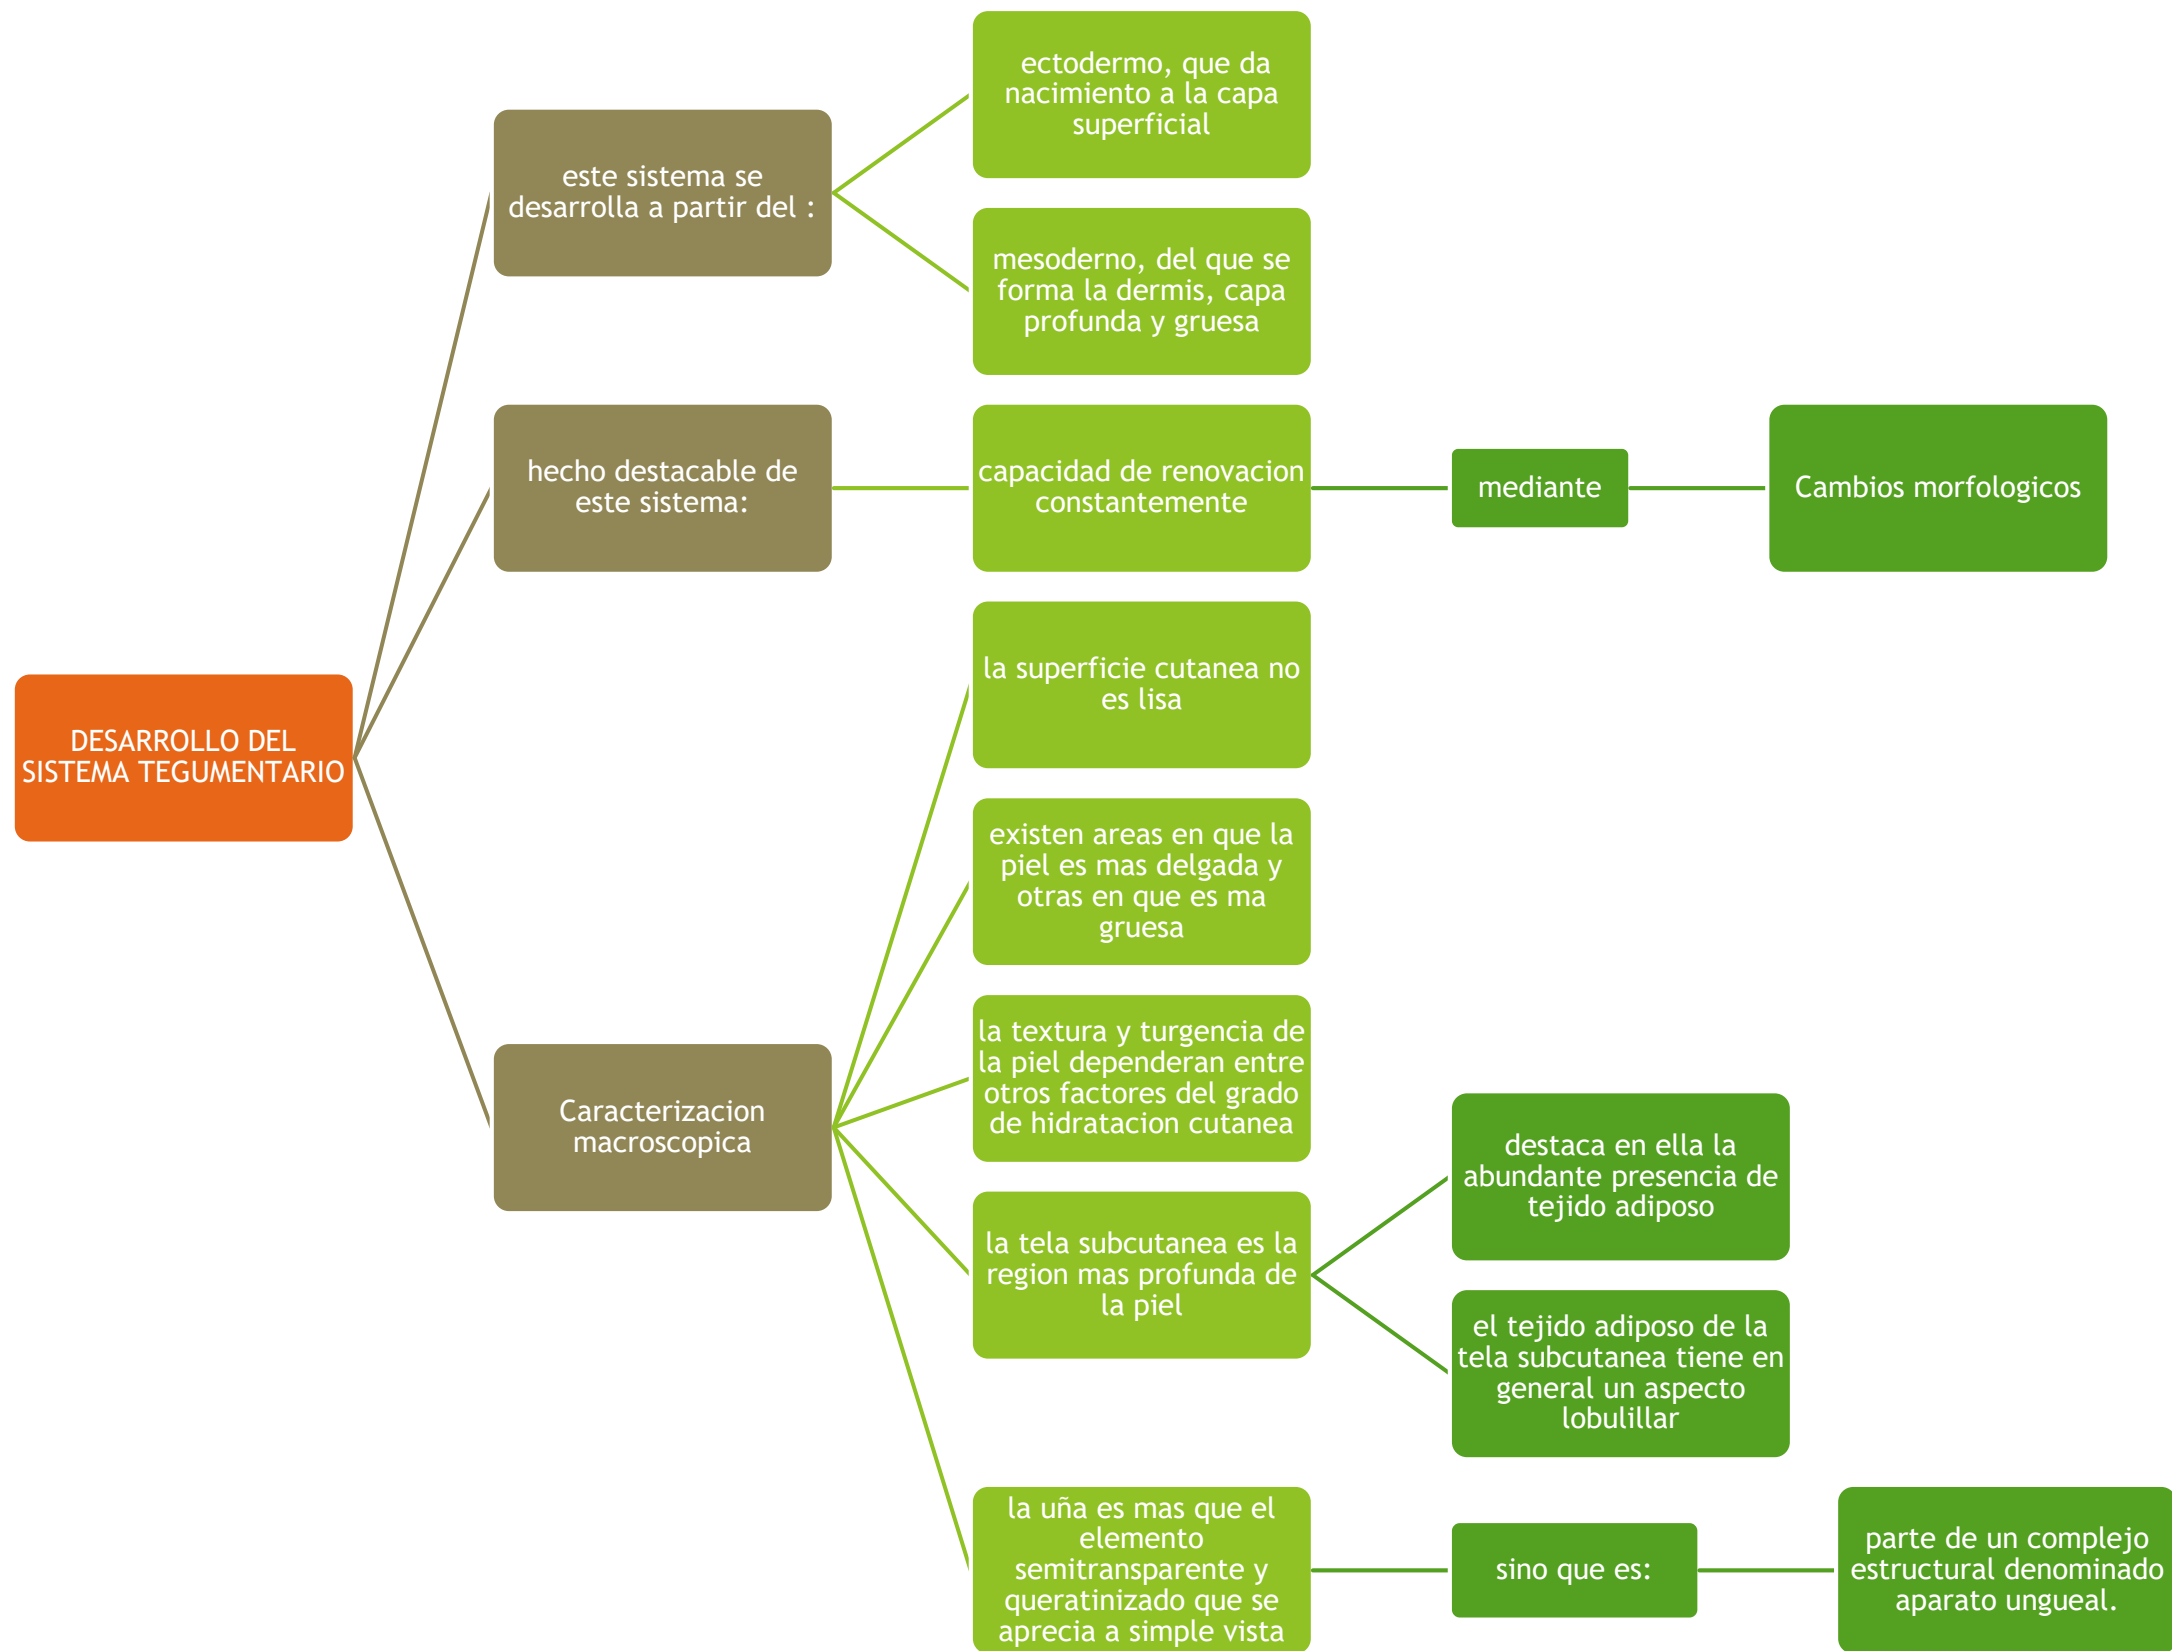 DESARROLLO DEL
SISTEMA TEGUMENTARIO
este sistema se
desarrolla a partir del :
ectodermo, que da
nacimiento a la capa
superficial
mesoderno, del que se
forma la dermis, capa
profunda y gruesa
hecho destacable de
este sistema:
capacidad de renovacion
constantemente
mediante
Cambios morfologicos
Caracterizacion
macroscopica
la superficie cutanea no
es lisa
existen areas en que la
piel es mas delgada y
otras en que es ma
gruesa
la textura y turgencia de
la piel dependeran entre
otros factores del grado
de hidratacion cutanea
la tela subcutanea es la
region mas profunda de
la piel
destaca en ella la
abundante presencia de
tejido adiposo
el tejido adiposo de la
tela subcutanea tiene en
general un aspecto
lobulillar
la uña es mas que el
elemento
semitransparente y
queratinizado que se
aprecia a simple vista
sino que es:
parte de un complejo
estructural denominado
aparato ungueal.